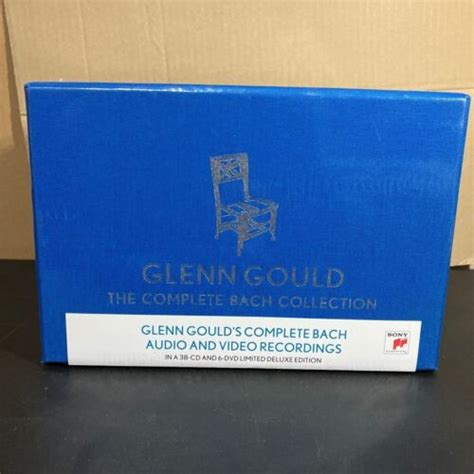 GLENN GOULD
THE COMPLETE BACH COLLECTION
GLENN GOULD'S COMPLETE BACH
AUDIO AND VIDEO RECORDINGS
IN A 38-CD AND 6-DVD LIMITED DELUXE EDITION
SONY